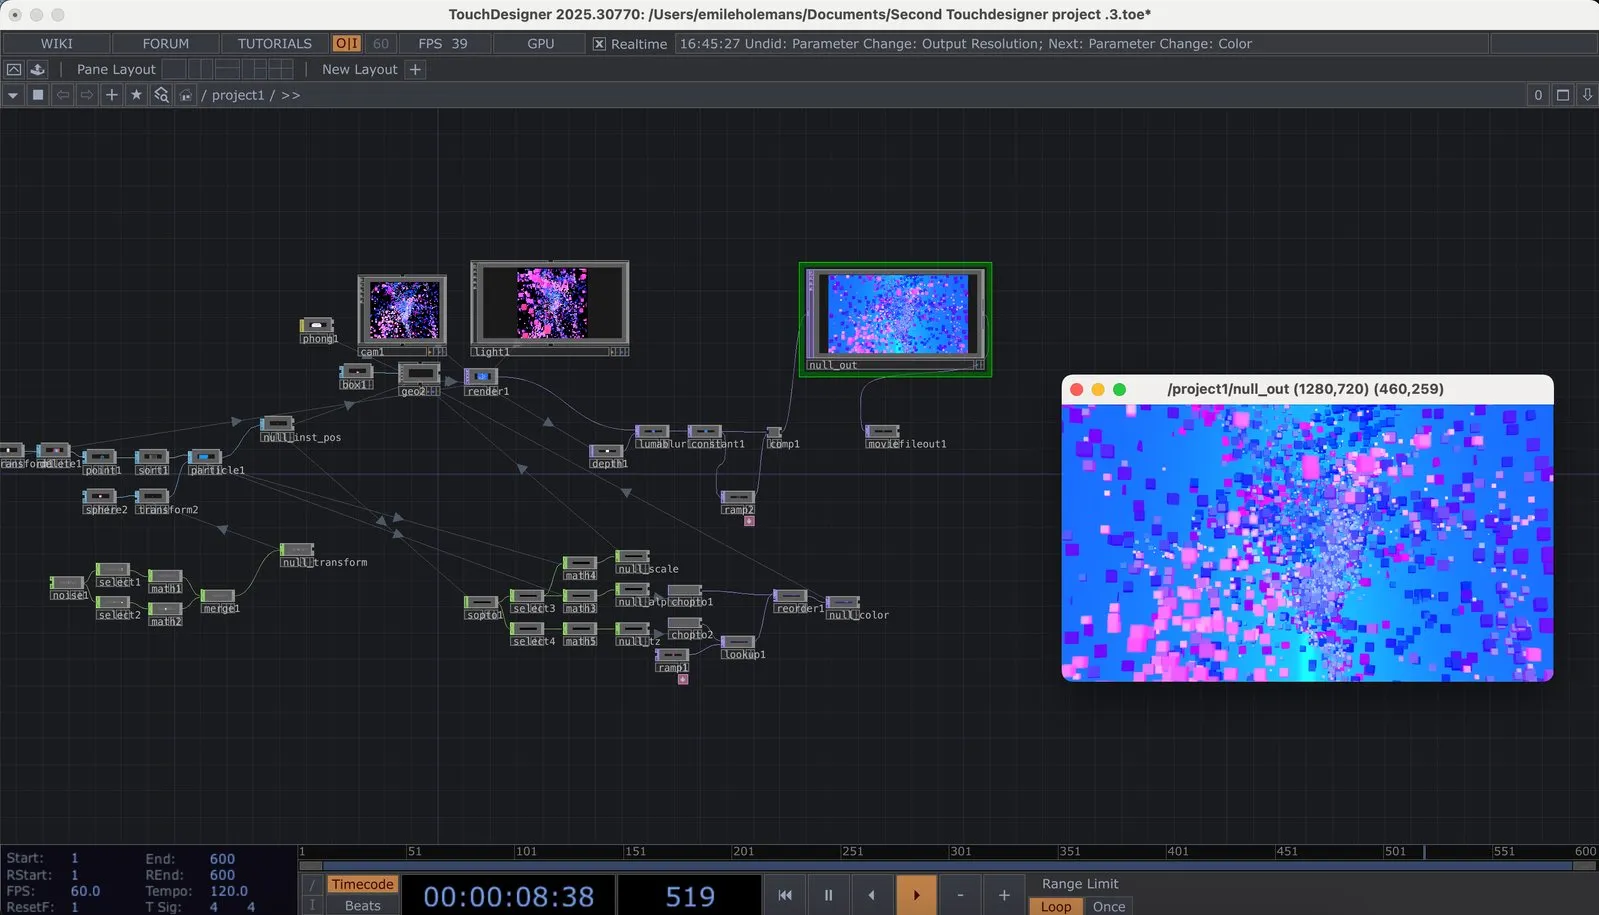 TouchDesigner 2025.30770: /Users/emileholemans/Documents/Second Touchdesigner project .3.toe*
WIKI FORUM TUTORIALS O|I 60 FPS 39 GPU Realtime 16:45:27 Undid: Parameter Change: Output Resolution; Next: Parameter Change: Color
Pane Layout New Layout +
/ project1 / >> 0
phong1
cam1
light1
null_out
box1
geo2
render1
/project1/null_out (1280,720) (460,259)
null_inst_pos
lumablur
constant1
comp1
moviefileout1
depth1
delete1
point1
sort1
particle1
sphere2
transform2
ramp2
null_transform
noise1
select1
math1
select2
math2
merge1
math4
null_scale
sopto1
select3
math3
chopto1
reorder1
null_color
select4
math5
null_tz
chopto2
lookup1
ramp1
1 51 101 151 201 251 301 351 401 451 501 551 600
Start: 1 End: 600
RStart: 1 REnd: 600
FPS: 60.0 Tempo: 120.0
ResetF: 1 T Sig: 4 4
Timecode
Beats
00:00:08:38
519
- +
Range Limit
Loop Once